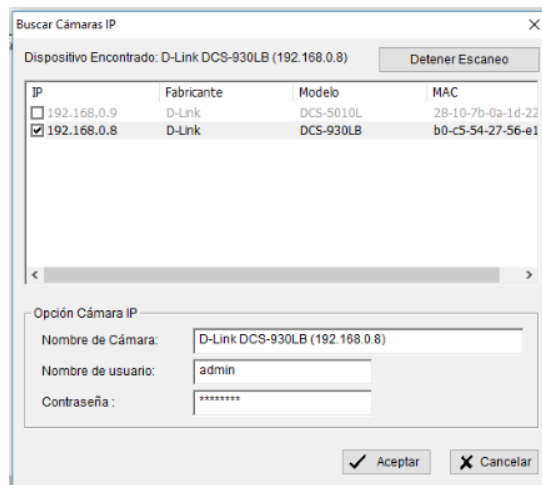 Buscar Cámaras IP
Dispositivo Encontrado: D-Link DCS-930LB (192.168.0.8) Detener Escaneo
IP Fabricante Modelo MAC
192.168.0.9 D-Link DCS-5010L 28-10-7b-0a-1d-22
192.168.0.8 D-Link DCS-930LB b0-c5-54-27-56-e1
Opción Cámara IP
Nombre de Cámara: D-Link DCS-930LB (192.168.0.8)
Nombre de usuario: admin
Contraseña : ********
Aceptar Cancelar